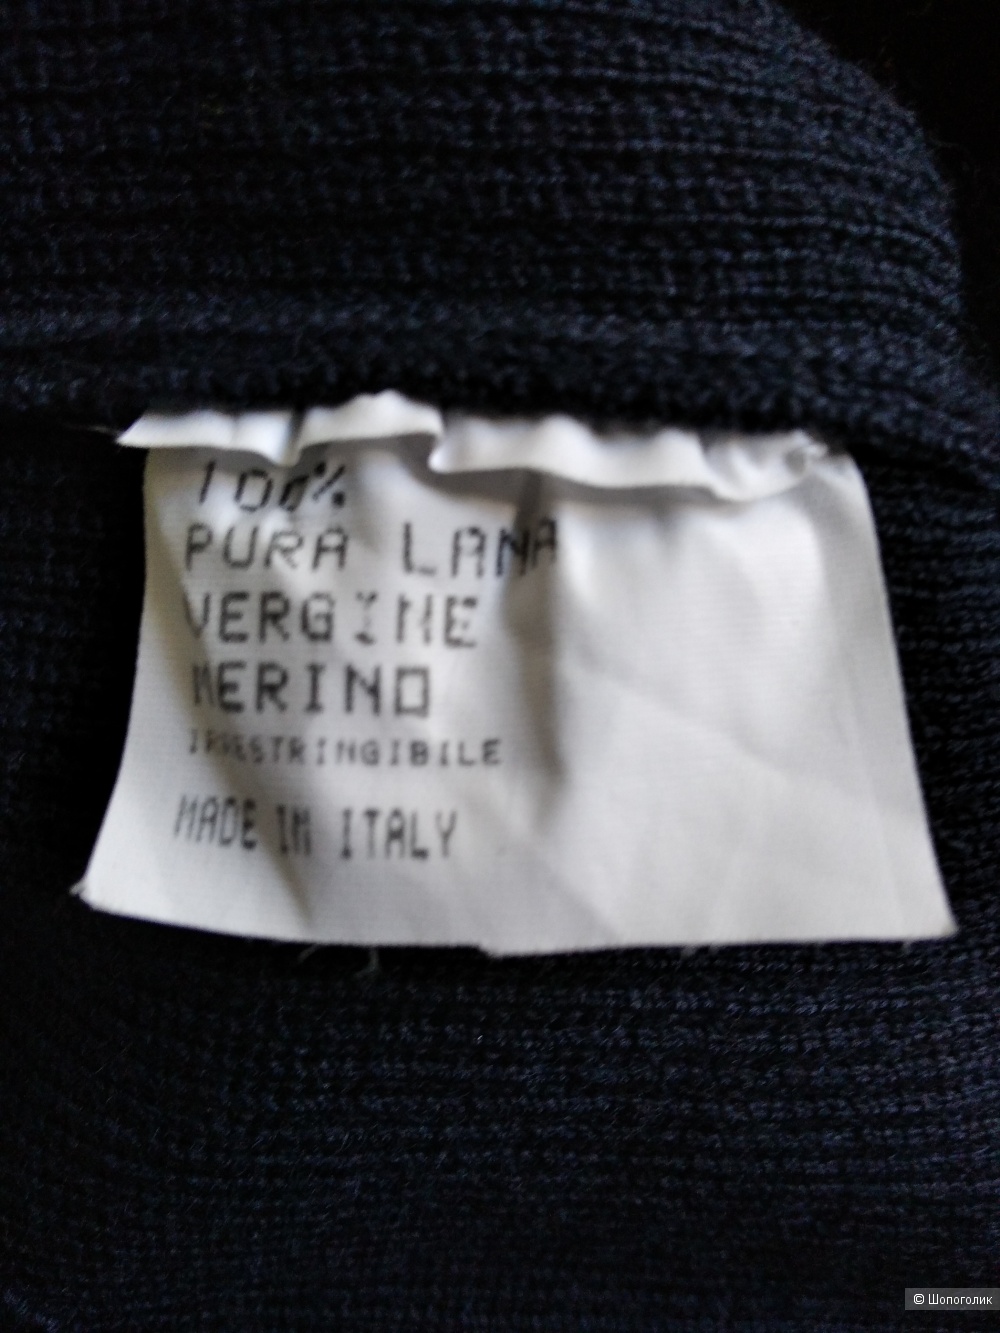 100%
PURA LANA
VERGINE
MERINO
IRRESTRINGIBILE
MADE IN ITALY
© Шопоголик